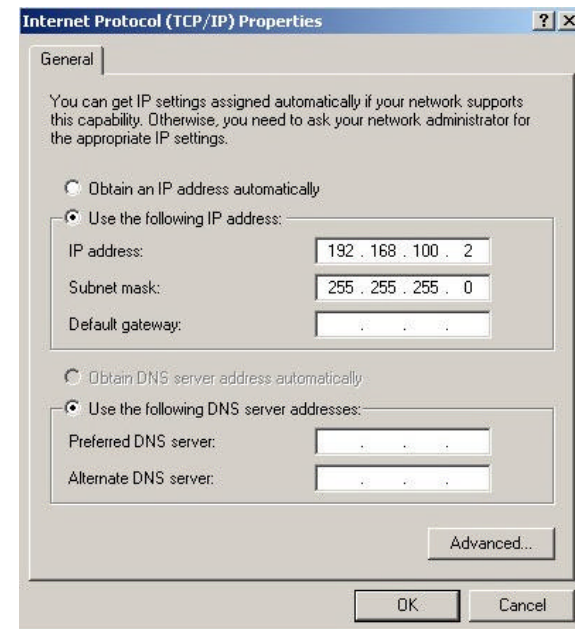 Internet Protocol (TCP/IP) Properties
General
You can get IP settings assigned automatically if your network supports
this capability. Otherwise, you need to ask your network administrator for
the appropriate IP settings.
Obtain an IP address automatically
Use the following IP address:
IP address: 192 . 168 . 100 . 2
Subnet mask: 255 . 255 . 255 . 0
Default gateway: . . .
Obtain DNS server address automatically
Use the following DNS server addresses:
Preferred DNS server: . . .
Alternate DNS server: . . .
Advanced...
OK Cancel